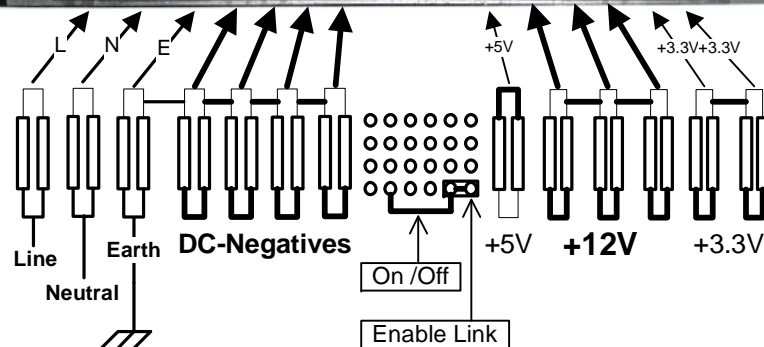 L N E +5V +3.3V+3.3V
Line Earth DC-Negatives +5V +12V +3.3V
Neutral
On /Off
Enable Link